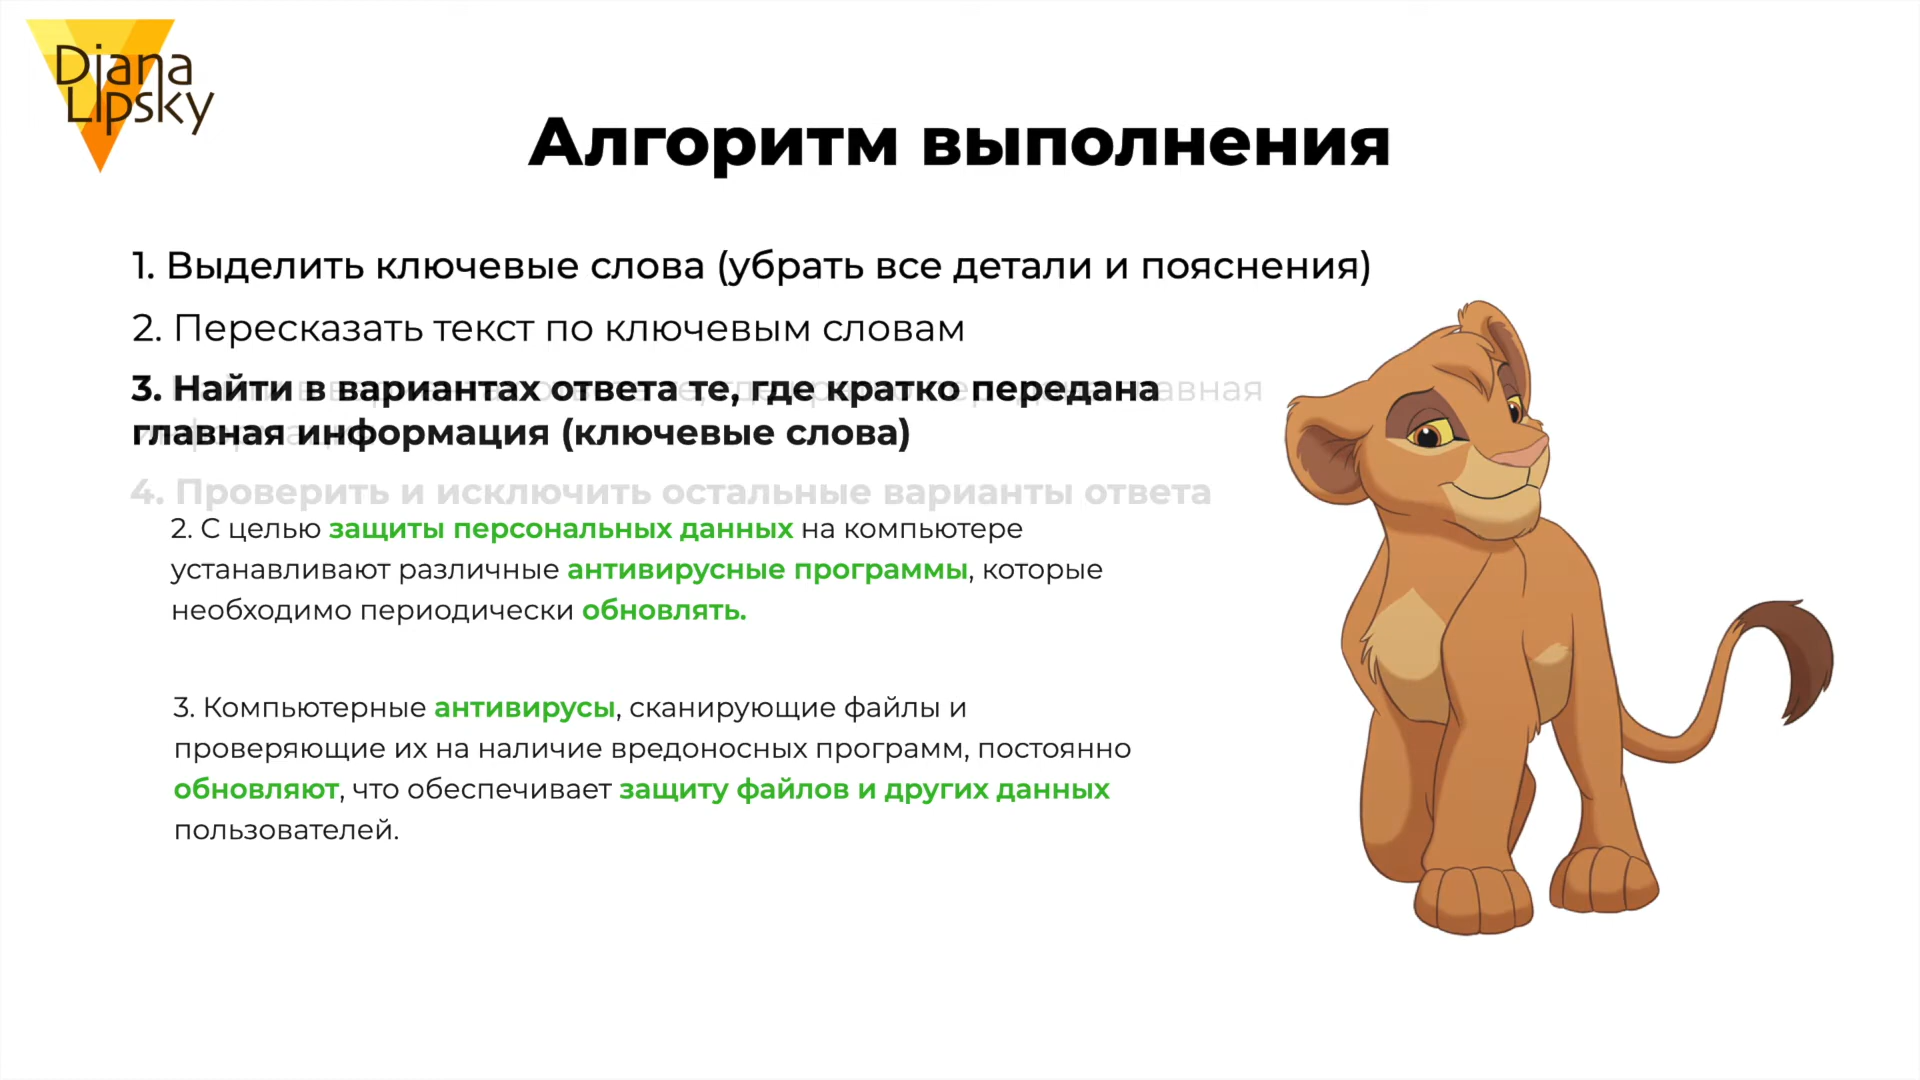 Diana
Lipsky
Алгоритм выполнения
1. Выделить ключевые слова (убрать все детали и пояснения)
2. Пересказать текст по ключевым словам
3. Найти в вариантах ответа те, где кратко передана
главная информация (ключевые слова)
4. Проверить и исключить остальные варианты ответа
2. С целью защиты персональных данных на компьютере
устанавливают различные антивирусные программы, которые
необходимо периодически обновлять.
3. Компьютерные антивирусы, сканирующие файлы и
проверяющие их на наличие вредоносных программ, постоянно
обновляют, что обеспечивает защиту файлов и других данных
пользователей.